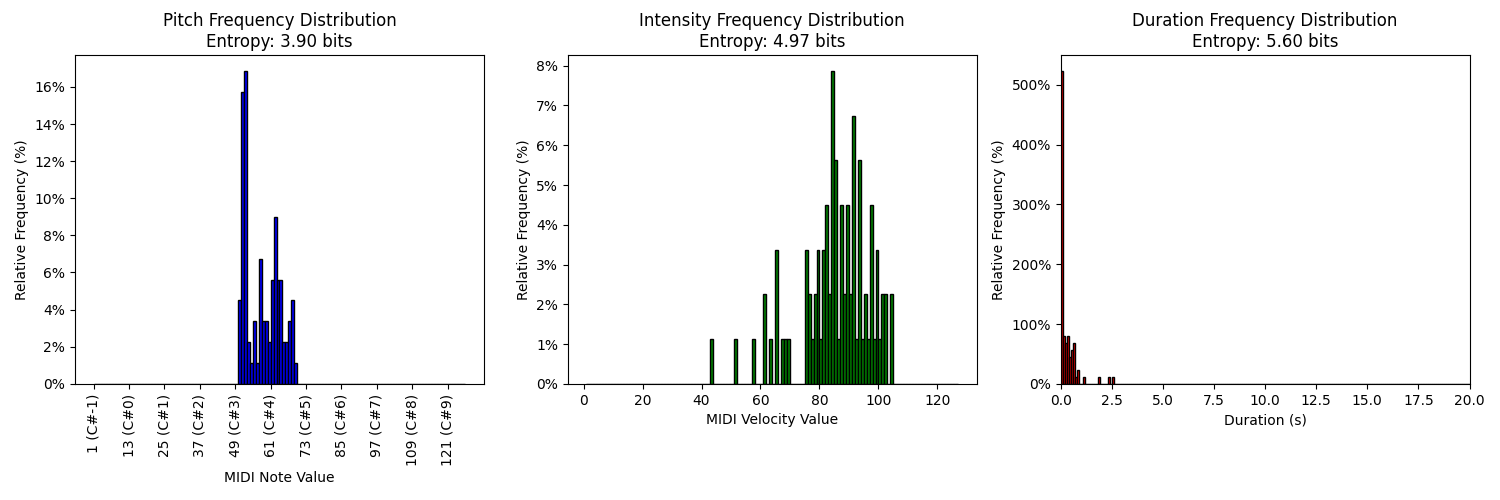 Pitch Frequency Distribution
Entropy: 3.90 bits
Relative Frequency (%)
16%
14%
12%
10%
8%
6%
4%
2%
0%
1 (C#-1)
13 (C#0)
25 (C#1)
37 (C#2)
49 (C#3)
61 (C#4)
73 (C#5)
85 (C#6)
97 (C#7)
109 (C#8)
121 (C#9)
MIDI Note Value
Intensity Frequency Distribution
Entropy: 4.97 bits
Relative Frequency (%)
8%
7%
6%
5%
4%
3%
2%
1%
0%
0 20 40 60 80 100 120
MIDI Velocity Value
Duration Frequency Distribution
Entropy: 5.60 bits
Relative Frequency (%)
500%
400%
300%
200%
100%
0%
0.0 2.5 5.0 7.5 10.0 12.5 15.0 17.5 20.0
Duration (s)